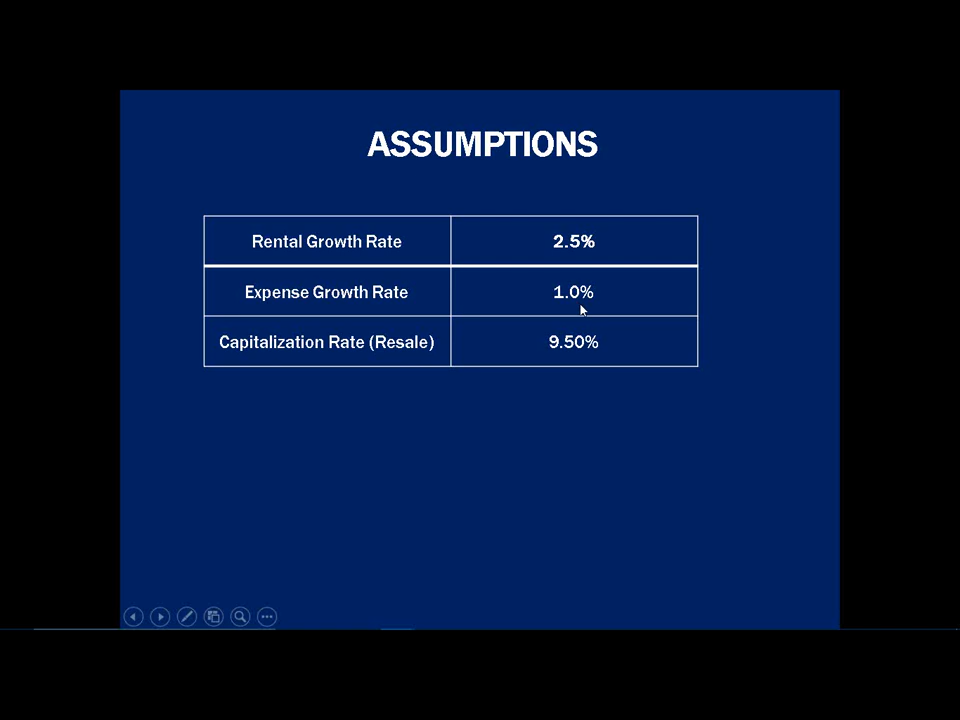 ASSUMPTIONS
Rental Growth Rate 2.5%
Expense Growth Rate 1.0%
Capitalization Rate (Resale) 9.50%